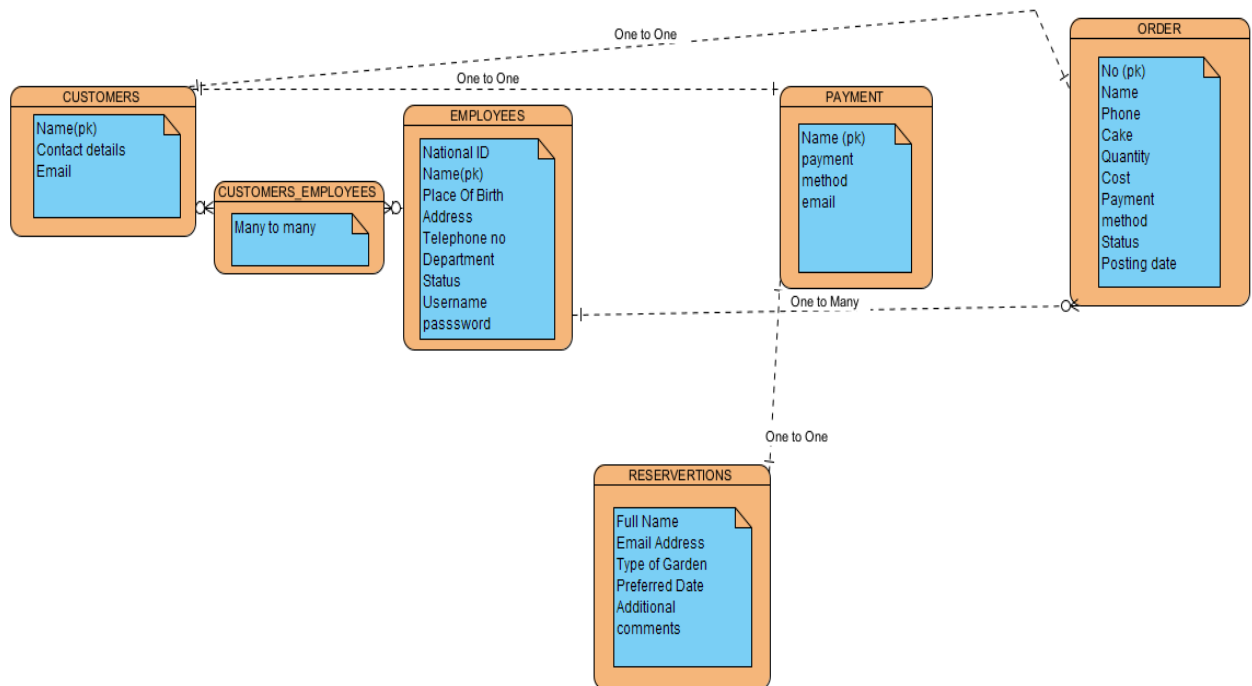 One to One
ORDER
No (pk)
Name
Phone
Cake
Quantity
Cost
Payment
method
Status
Posting date
One to One
CUSTOMERS
Name(pk)
Contact details
Email
PAYMENT
Name (pk)
payment
method
email
EMPLOYEES
National ID
Name(pk)
Place Of Birth
Address
Telephone no
Department
Status
Username
passsword
CUSTOMERS_EMPLOYEES
Many to many
One to Many
One to One
RESERVERTIONS
Full Name
Email Address
Type of Garden
Preferred Date
Additional
comments